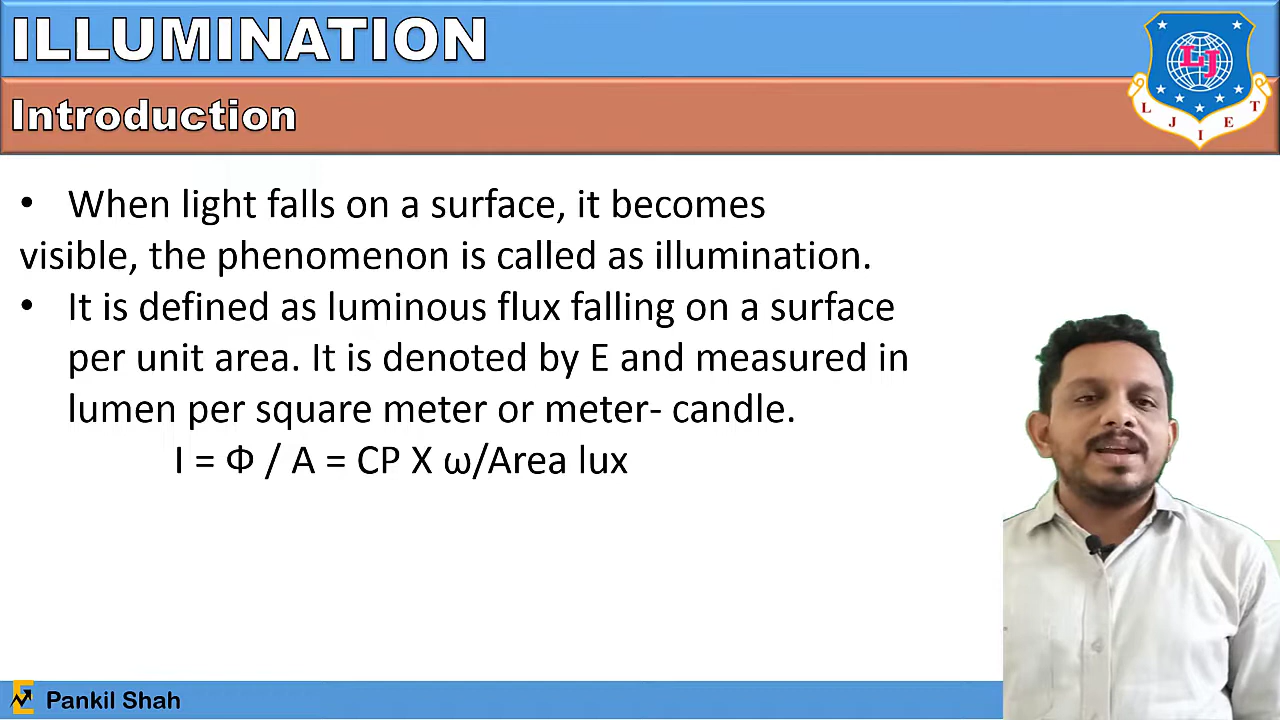 ILLUMINATION
Introduction
LJ
L J I E T
• When light falls on a surface, it becomes
visible, the phenomenon is called as illumination.
• It is defined as luminous flux falling on a surface
per unit area. It is denoted by E and measured in
lumen per square meter or meter- candle.
I = Φ / A = CP X ω/Area lux
Pankil Shah